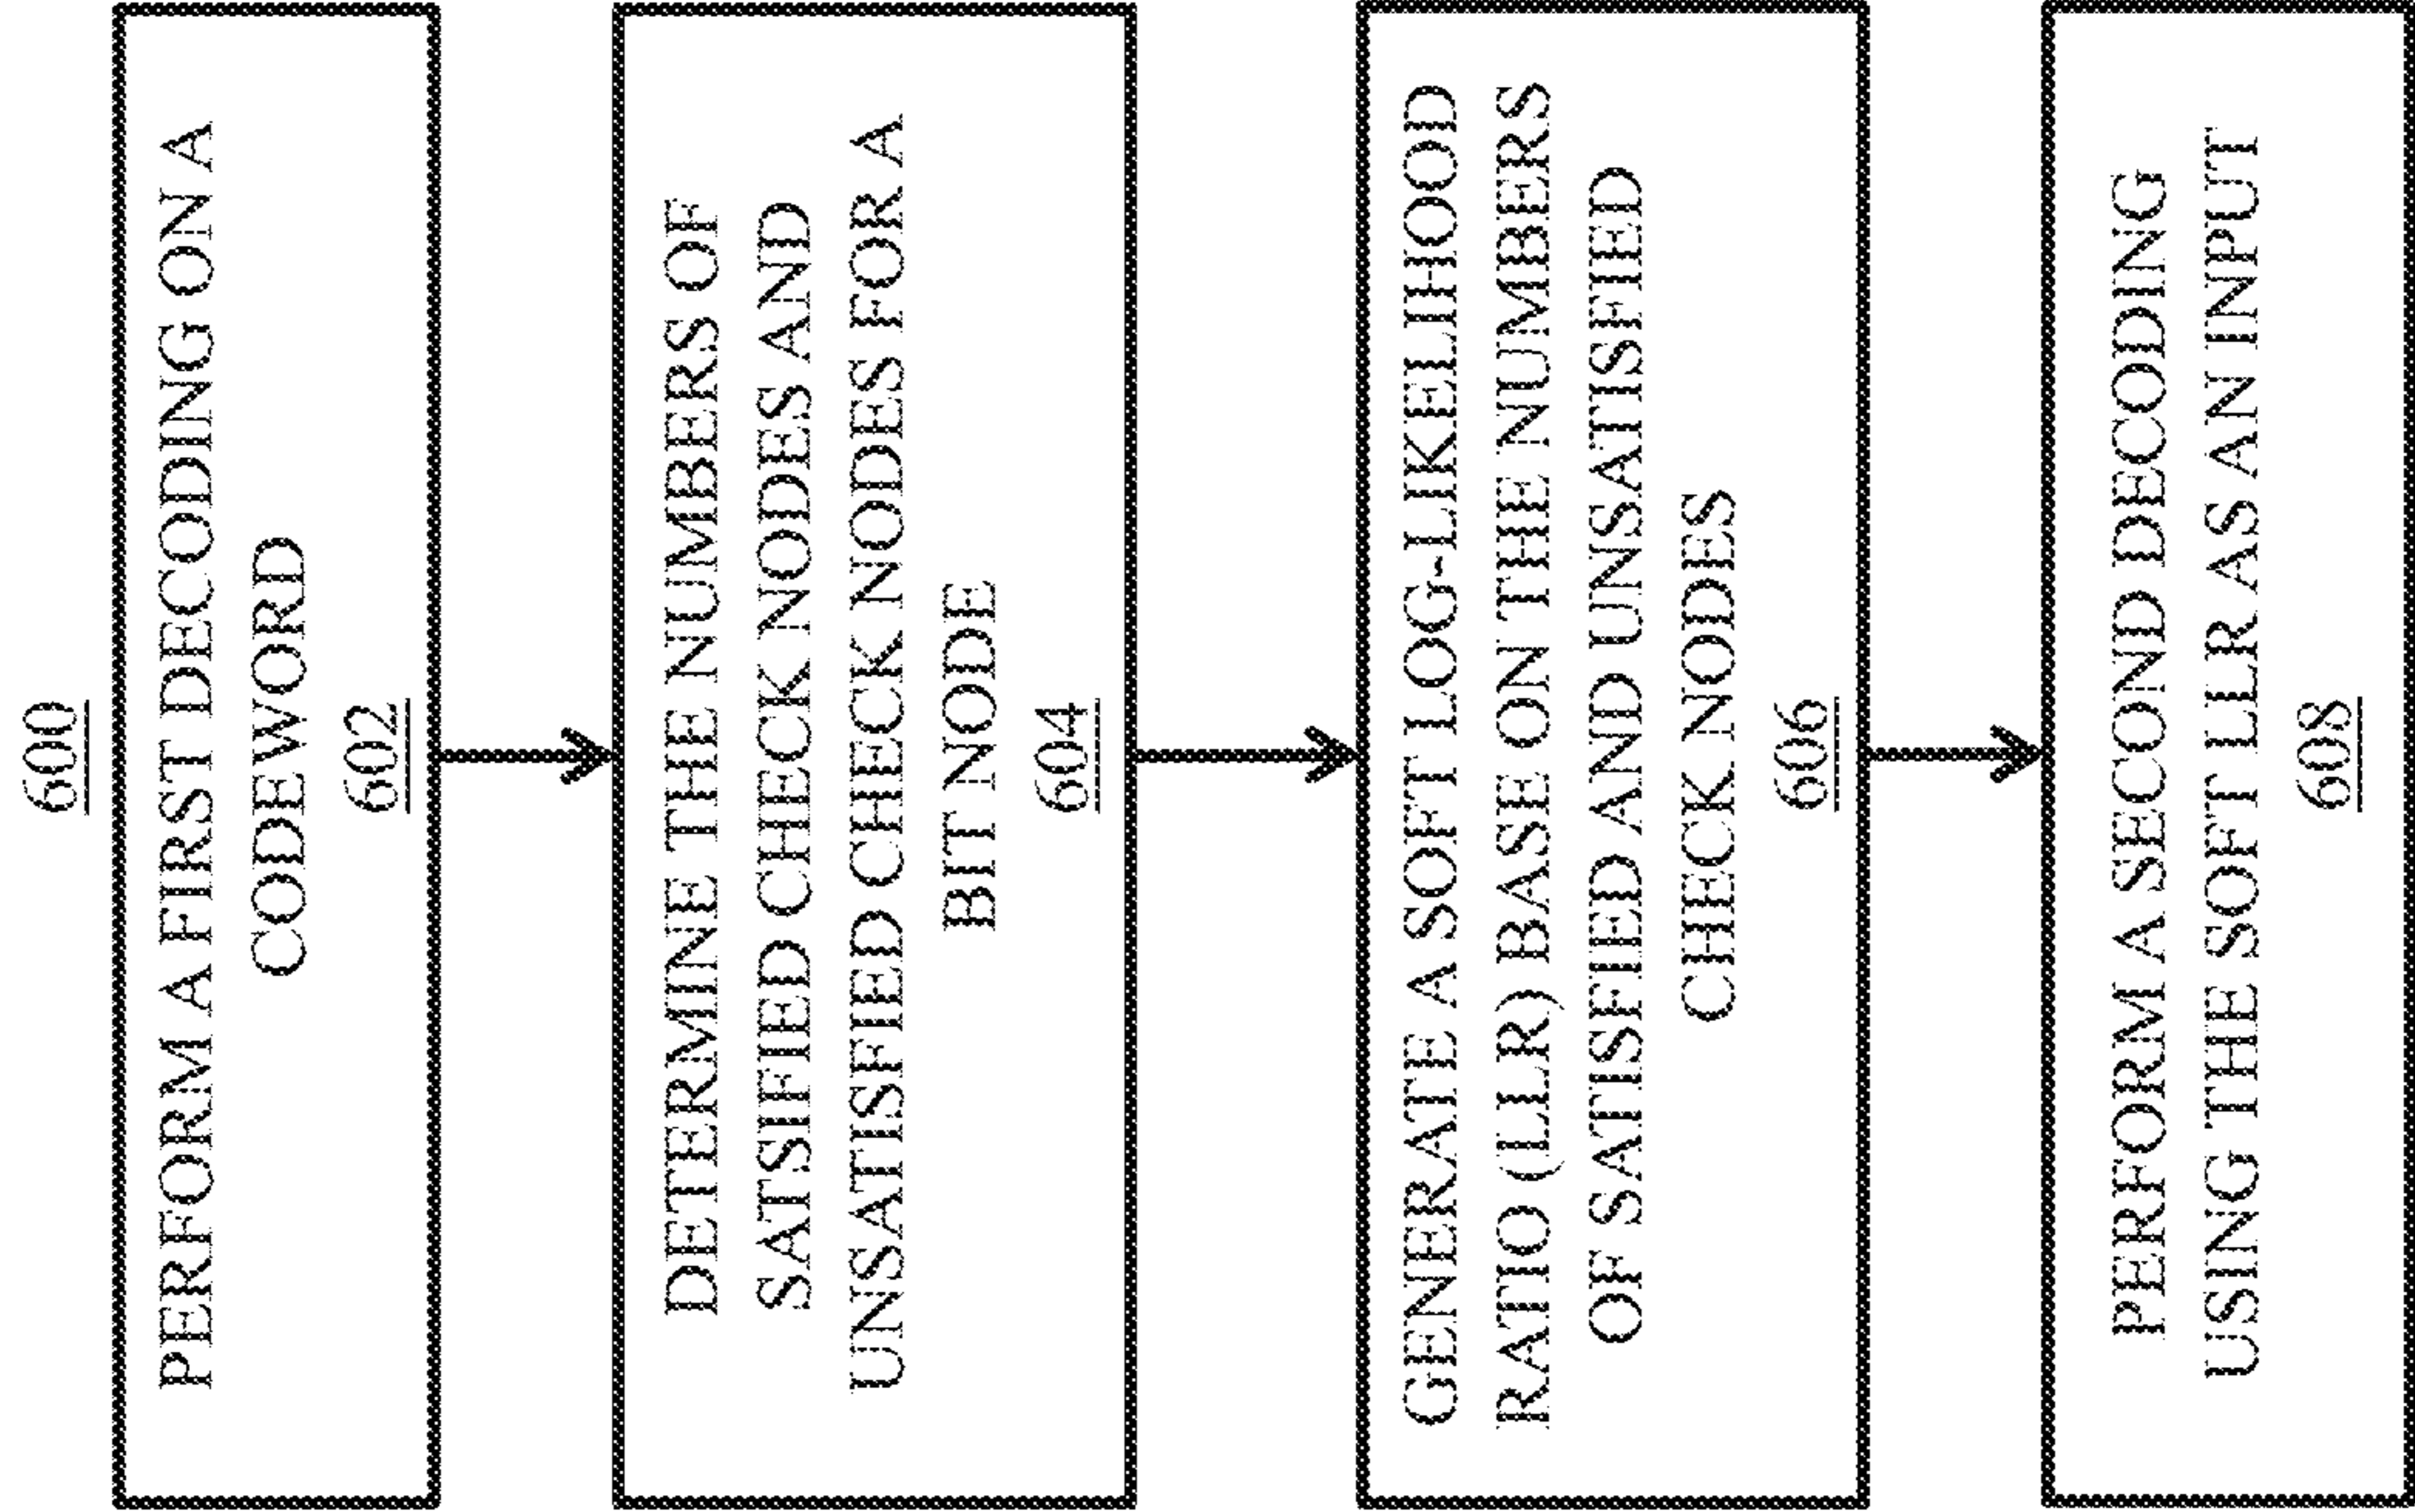 600
PERFORM A FIRST DECODING ON A
CODEWORD
602
DETERMINE THE NUMBERS OF
SATSIFIED CHECK NODES AND
UNSATISFIED CHECK NODES FOR A
BIT NODE
604
GENERATE A SOFT LOG-LIKELIHOOD
RATIO (LLR) BASE ON THE NUMBERS
OF SATISFIED AND UNSATISFIED
CHECK NODES
606
PERFORM A SECOND DECODING
USING THE SOFT LLR AS AN INPUT
608